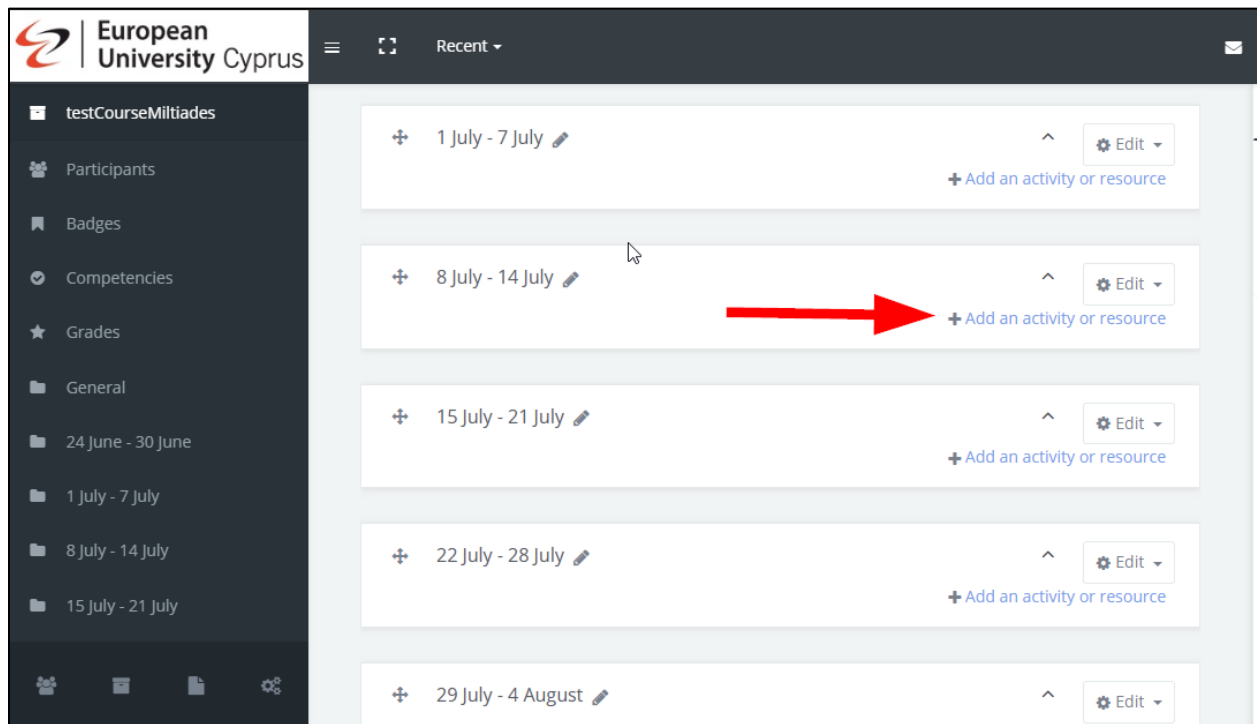 European
University Cyprus
Recent
testCourseMiltiades
Participants
Badges
Competencies
Grades
General
24 June - 30 June
1 July - 7 July
8 July - 14 July
15 July - 21 July
1 July - 7 July
Edit
Add an activity or resource
8 July - 14 July
Edit
Add an activity or resource
15 July - 21 July
Edit
Add an activity or resource
22 July - 28 July
Edit
Add an activity or resource
29 July - 4 August
Edit